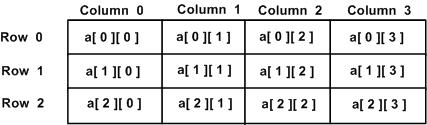 Column 0 Column 1 Column 2 Column 3
Row 0 a[ 0 ][ 0 ] a[ 0 ][ 1 ] a[ 0 ][ 2 ] a[ 0 ][ 3 ]
Row 1 a[ 1 ][ 0 ] a[ 1 ][ 1 ] a[ 1 ][ 2 ] a[ 1 ][ 3 ]
Row 2 a[ 2 ][ 0 ] a[ 2 ][ 1 ] a[ 2 ][ 2 ] a[ 2 ][ 3 ]